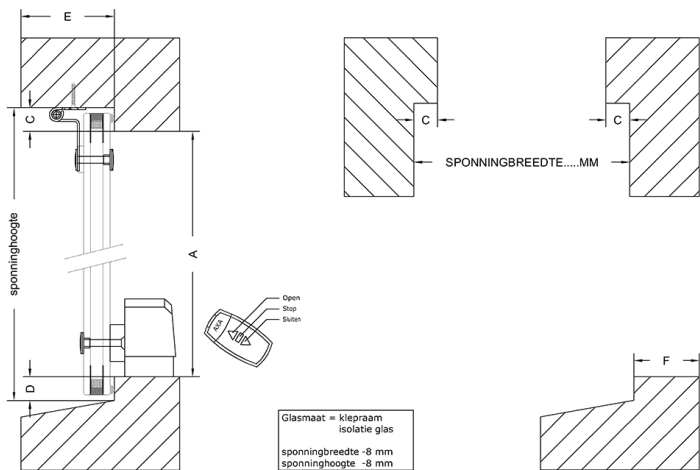 E
C
C
C
SPONNINGBREEDTE.....MM
sponninghoogte
A
Open
Stop
Sluiten
AXA
D
F
Glasmaat = klepraam
isolatie glas
sponningbreedte -8 mm
sponninghoogte -8 mm